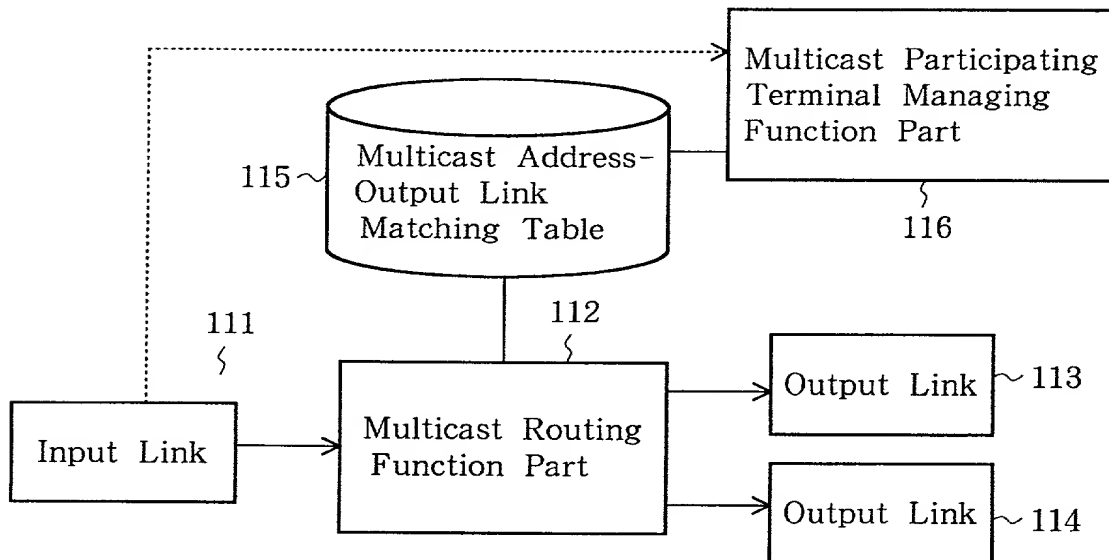 Multicast Participating
Terminal Managing
Function Part
116
115
Multicast Address-
Output Link
Matching Table
111
112
Input Link
Multicast Routing
Function Part
Output Link
113
Output Link
114